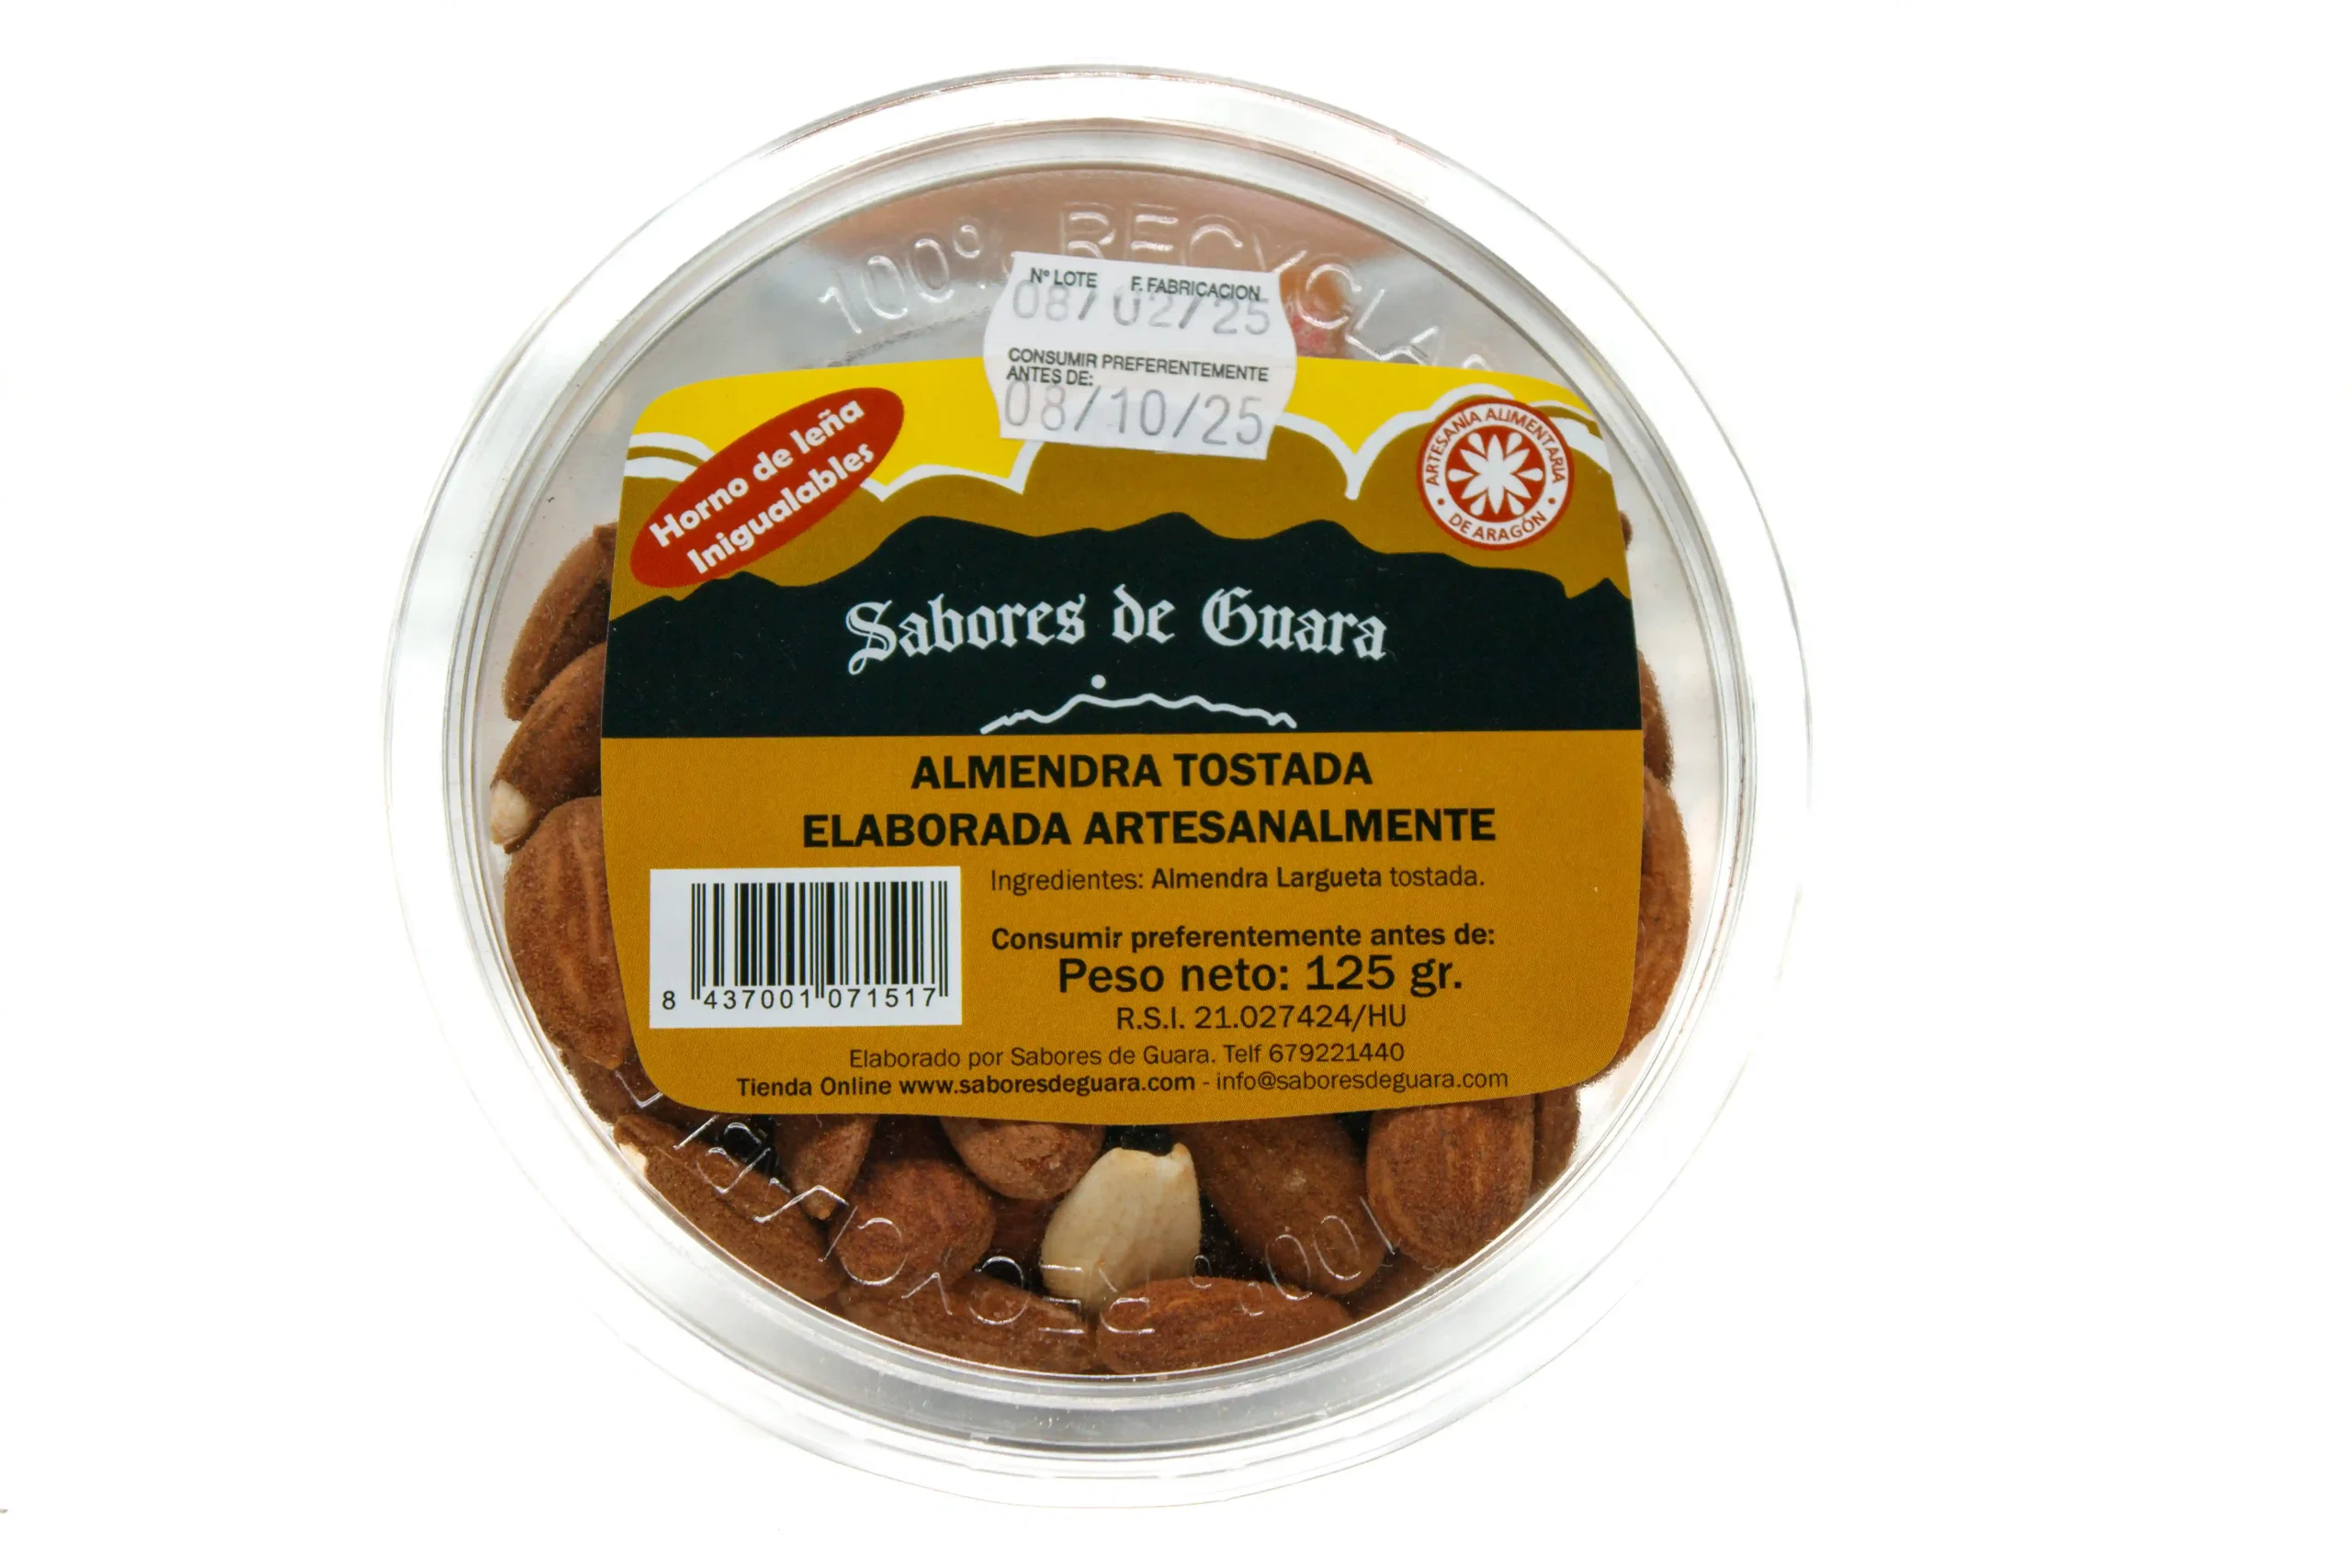 100% RECYCLA
Nº LOTE F. FABRICACION
08/02/25
CONSUMIR PREFERENTEMENTE
ANTES DE:
08/10/25
Horno de leña
Inigualables
ARTESANÍA ALIMENTARIA
• DE ARAGÓN •
Sabores de Guara
ALMENDRA TOSTADA
ELABORADA ARTESANALMENTE
Ingredientes: Almendra Largueta tostada.
Consumir preferentemente antes de:
Peso neto: 125 gr.
R.S.I. 21.027424/HU
8 437001 071517
Elaborado por Sabores de Guara. Telf 679221440
Tienda Online www.saboresdeguara.com - info@saboresdeguara.com